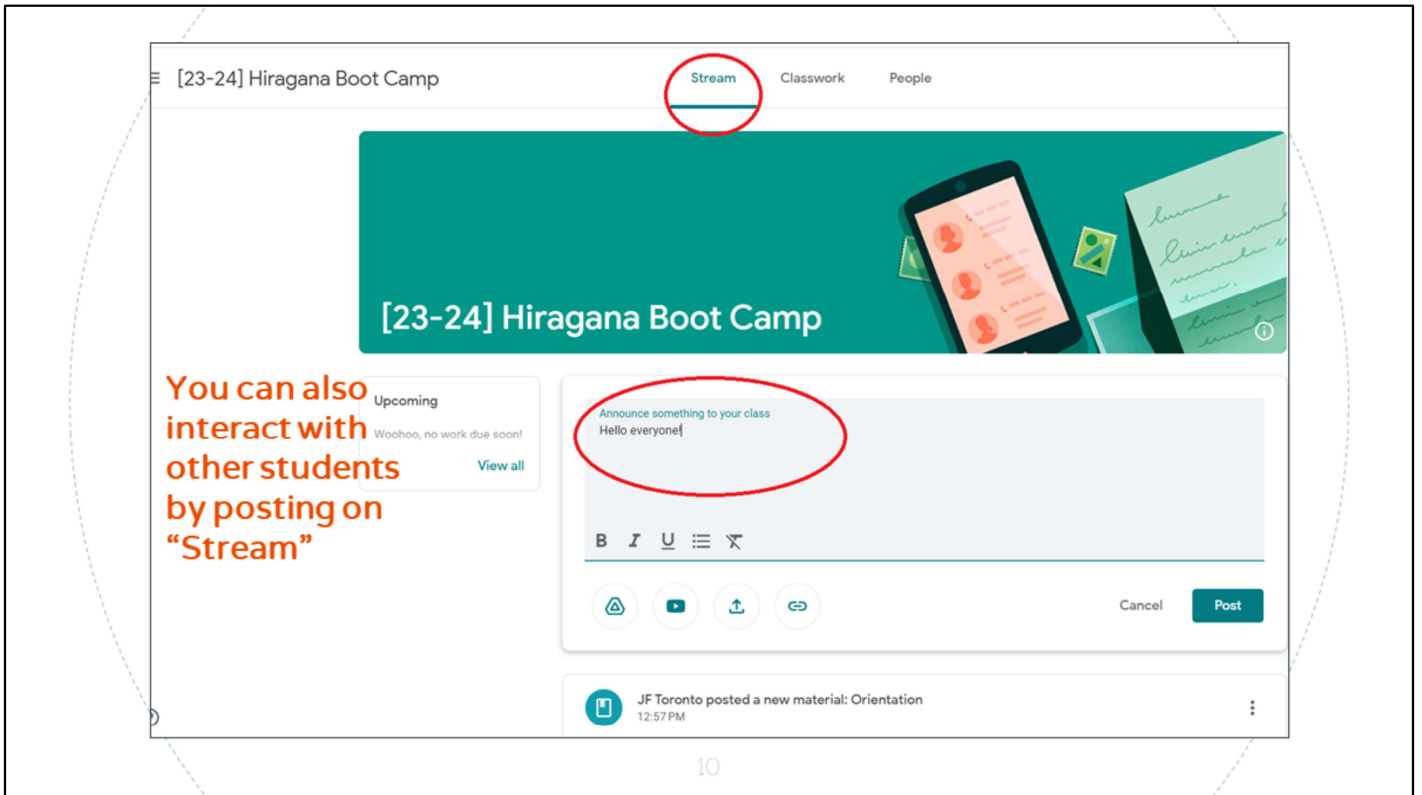 [23-24] Hiragana Boot Camp
Stream Classwork People
[23-24] Hiragana Boot Camp
You can also
interact with
other students
by posting on
“Stream”
Upcoming
Woohoo, no work due soon!
View all
Announce something to your class
Hello everyone!
B I U
Cancel Post
JF Toronto posted a new material: Orientation
12:57 PM
10